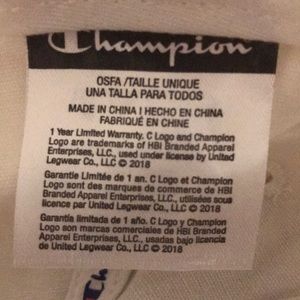 Champion
OSFA/TAILLE UNIQUE
UNA TALLA PARA TODOS
MADE IN CHINA I HECHO EN CHINA
FABRIQUÉ EN CHINE
1 Year Limited Warranty. C Logo and Champion
Logo are trademarks of HBI Branded Apparel
Enterprises, LLC., used under license by United
Legwear Co., LLC © 2018
Garantie Limitée de 1 an. C Logo et Champion
Logo sont des marques de commerce de HBI
Branded Apparel Enterprises, LLC., utilisées sous
licence par United Legwear Co., LLC © 2018
Garantía limitada de 1 año. C Logo y Champion
Logo son marcas comerciales de HBI Branded
Apparel Enterprises, LLC., usadas bajo licencia
de United Legwear Co., LLC © 2018
Ch